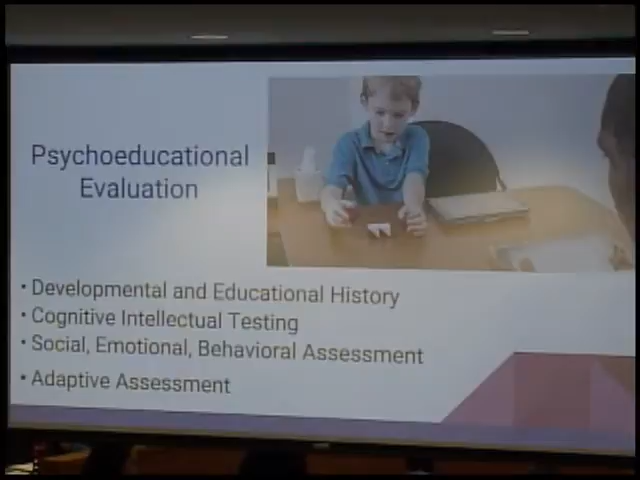 Psychoeducational
Evaluation
• Developmental and Educational History
• Cognitive Intellectual Testing
• Social, Emotional, Behavioral Assessment
• Adaptive Assessment